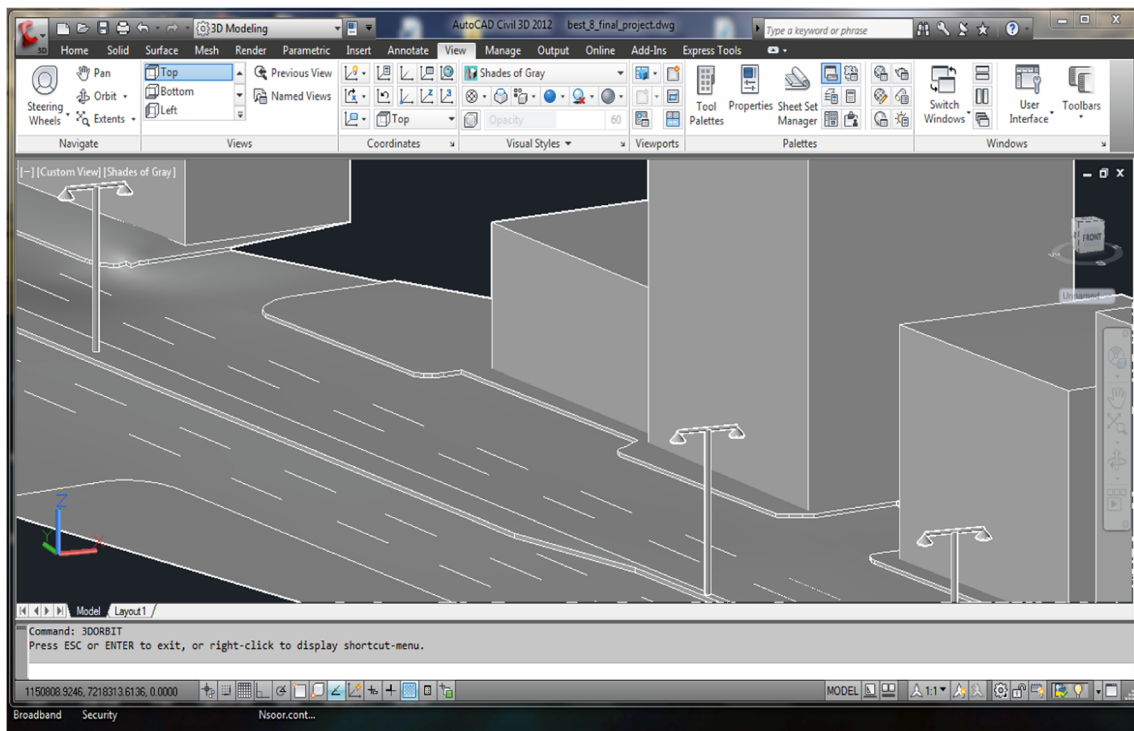 3D Modeling
AutoCAD Civil 3D 2012 best_8_final_project.dwg
Type a keyword or phrase
3D
Home Solid Surface Mesh Render Parametric Insert Annotate View Manage Output Online Add-Ins Express Tools
Pan Top Previous View Shades of Gray
Steering Wheels Orbit Bottom Named Views Tool Palettes Properties Sheet Set Manager Switch Windows User Interface Toolbars
Extents Left Top Opacity 60
Navigate Views Coordinates Visual Styles Viewports Palettes Windows
[−] [Custom View] [Shades of Gray]
FRONT
Unnamed
Z
Y X
Model Layout1
Command: 3DORBIT
Press ESC or ENTER to exit, or right-click to display shortcut-menu.
1150808.9246, 7218313.6136, 0.0000 MODEL 1:1
Broadband Security Nsoor.cont...